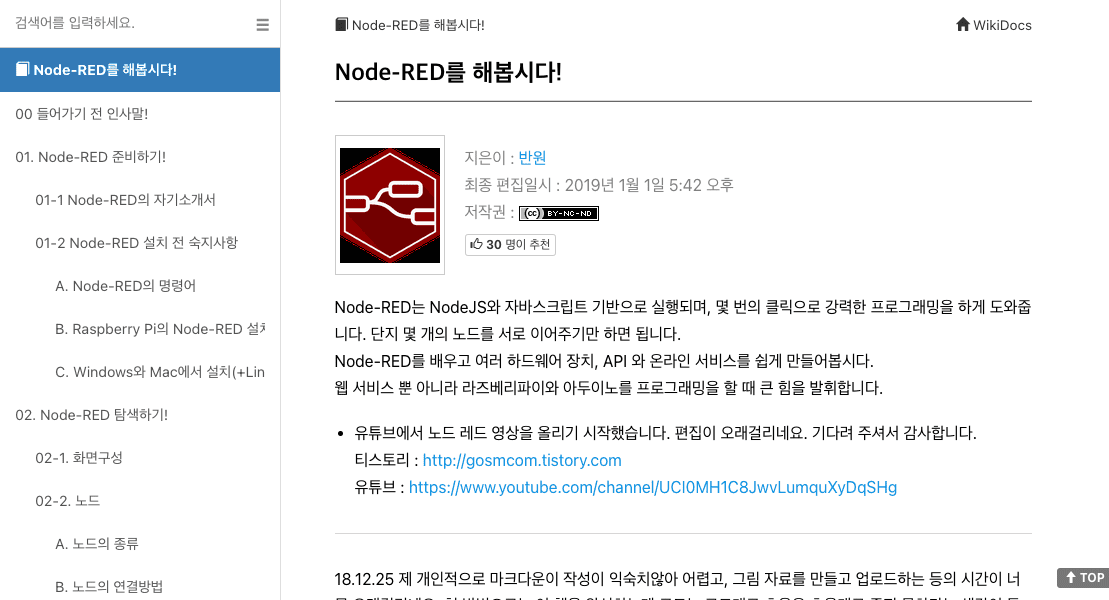 검색어를 입력하세요.
Node-RED를 해봅시다!
00 들어가기 전 인사말!
01. Node-RED 준비하기!
01-1 Node-RED의 자기소개서
01-2 Node-RED 설치 전 숙지사항
A. Node-RED의 명령어
B. Raspberry Pi의 Node-RED 설치
C. Windows와 Mac에서 설치(+Lin
02. Node-RED 탐색하기!
02-1. 화면구성
02-2. 노드
A. 노드의 종류
B. 노드의 연결방법
Node-RED를 해봅시다!
WikiDocs
Node-RED를 해봅시다!
지은이 : 반원
최종 편집일시 : 2019년 1월 1일 5:42 오후
저작권 : (cc) BY-NC-ND
30 명이 추천
Node-RED는 NodeJS와 자바스크립트 기반으로 실행되며, 몇 번의 클릭으로 강력한 프로그래밍을 하게 도와줍
니다. 단지 몇 개의 노드를 서로 이어주기만 하면 됩니다.
Node-RED를 배우고 여러 하드웨어 장치, API 와 온라인 서비스를 쉽게 만들어봅시다.
웹 서비스 뿐 아니라 라즈베리파이와 아두이노를 프로그래밍을 할 때 큰 힘을 발휘합니다.
• 유튜브에서 노드 레드 영상을 올리기 시작했습니다. 편집이 오래걸리네요. 기다려 주셔서 감사합니다.
티스토리 : http://gosmcom.tistory.com
유튜브 : https://www.youtube.com/channel/UCl0MH1C8JwvLumquXyDqSHg
18.12.25 제 개인적으로 마크다운이 작성이 익숙치않아 어렵고, 그림 자료를 만들고 업로드하는 등의 시간이 너
TOP